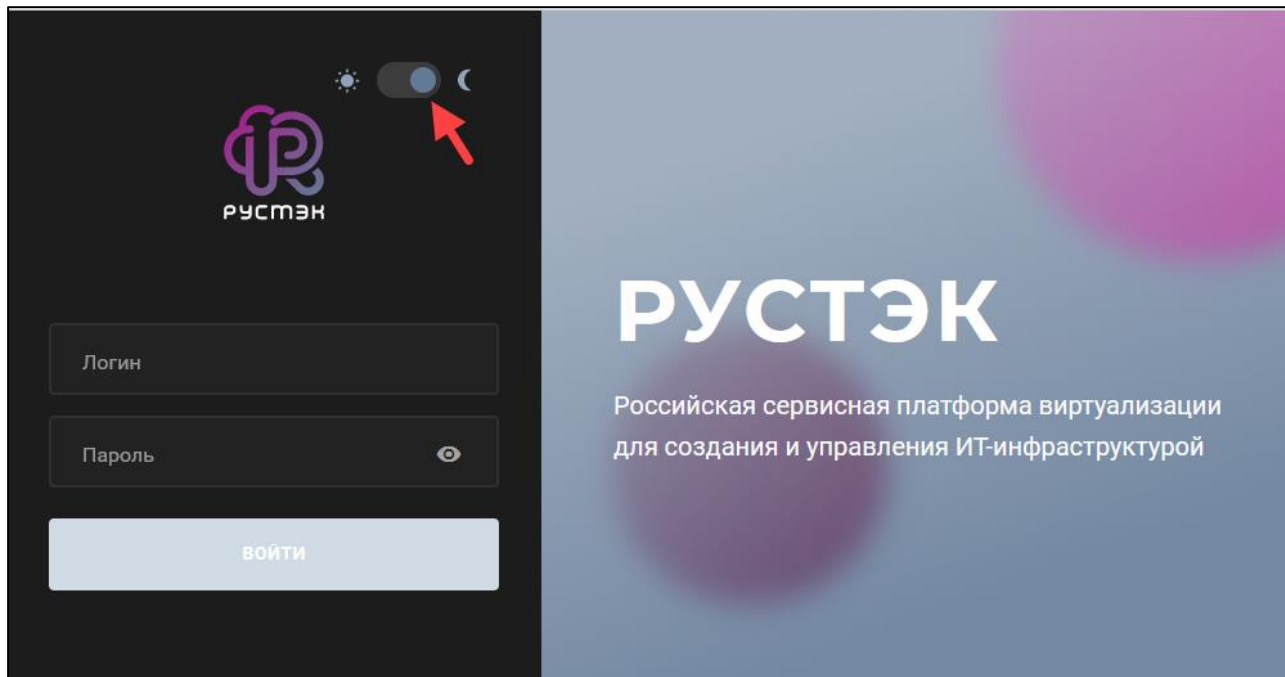 РУСТЭК
Логин
Пароль
ВОЙТИ
РУСТЭК
Российская сервисная платформа виртуализации
для создания и управления ИТ-инфраструктурой